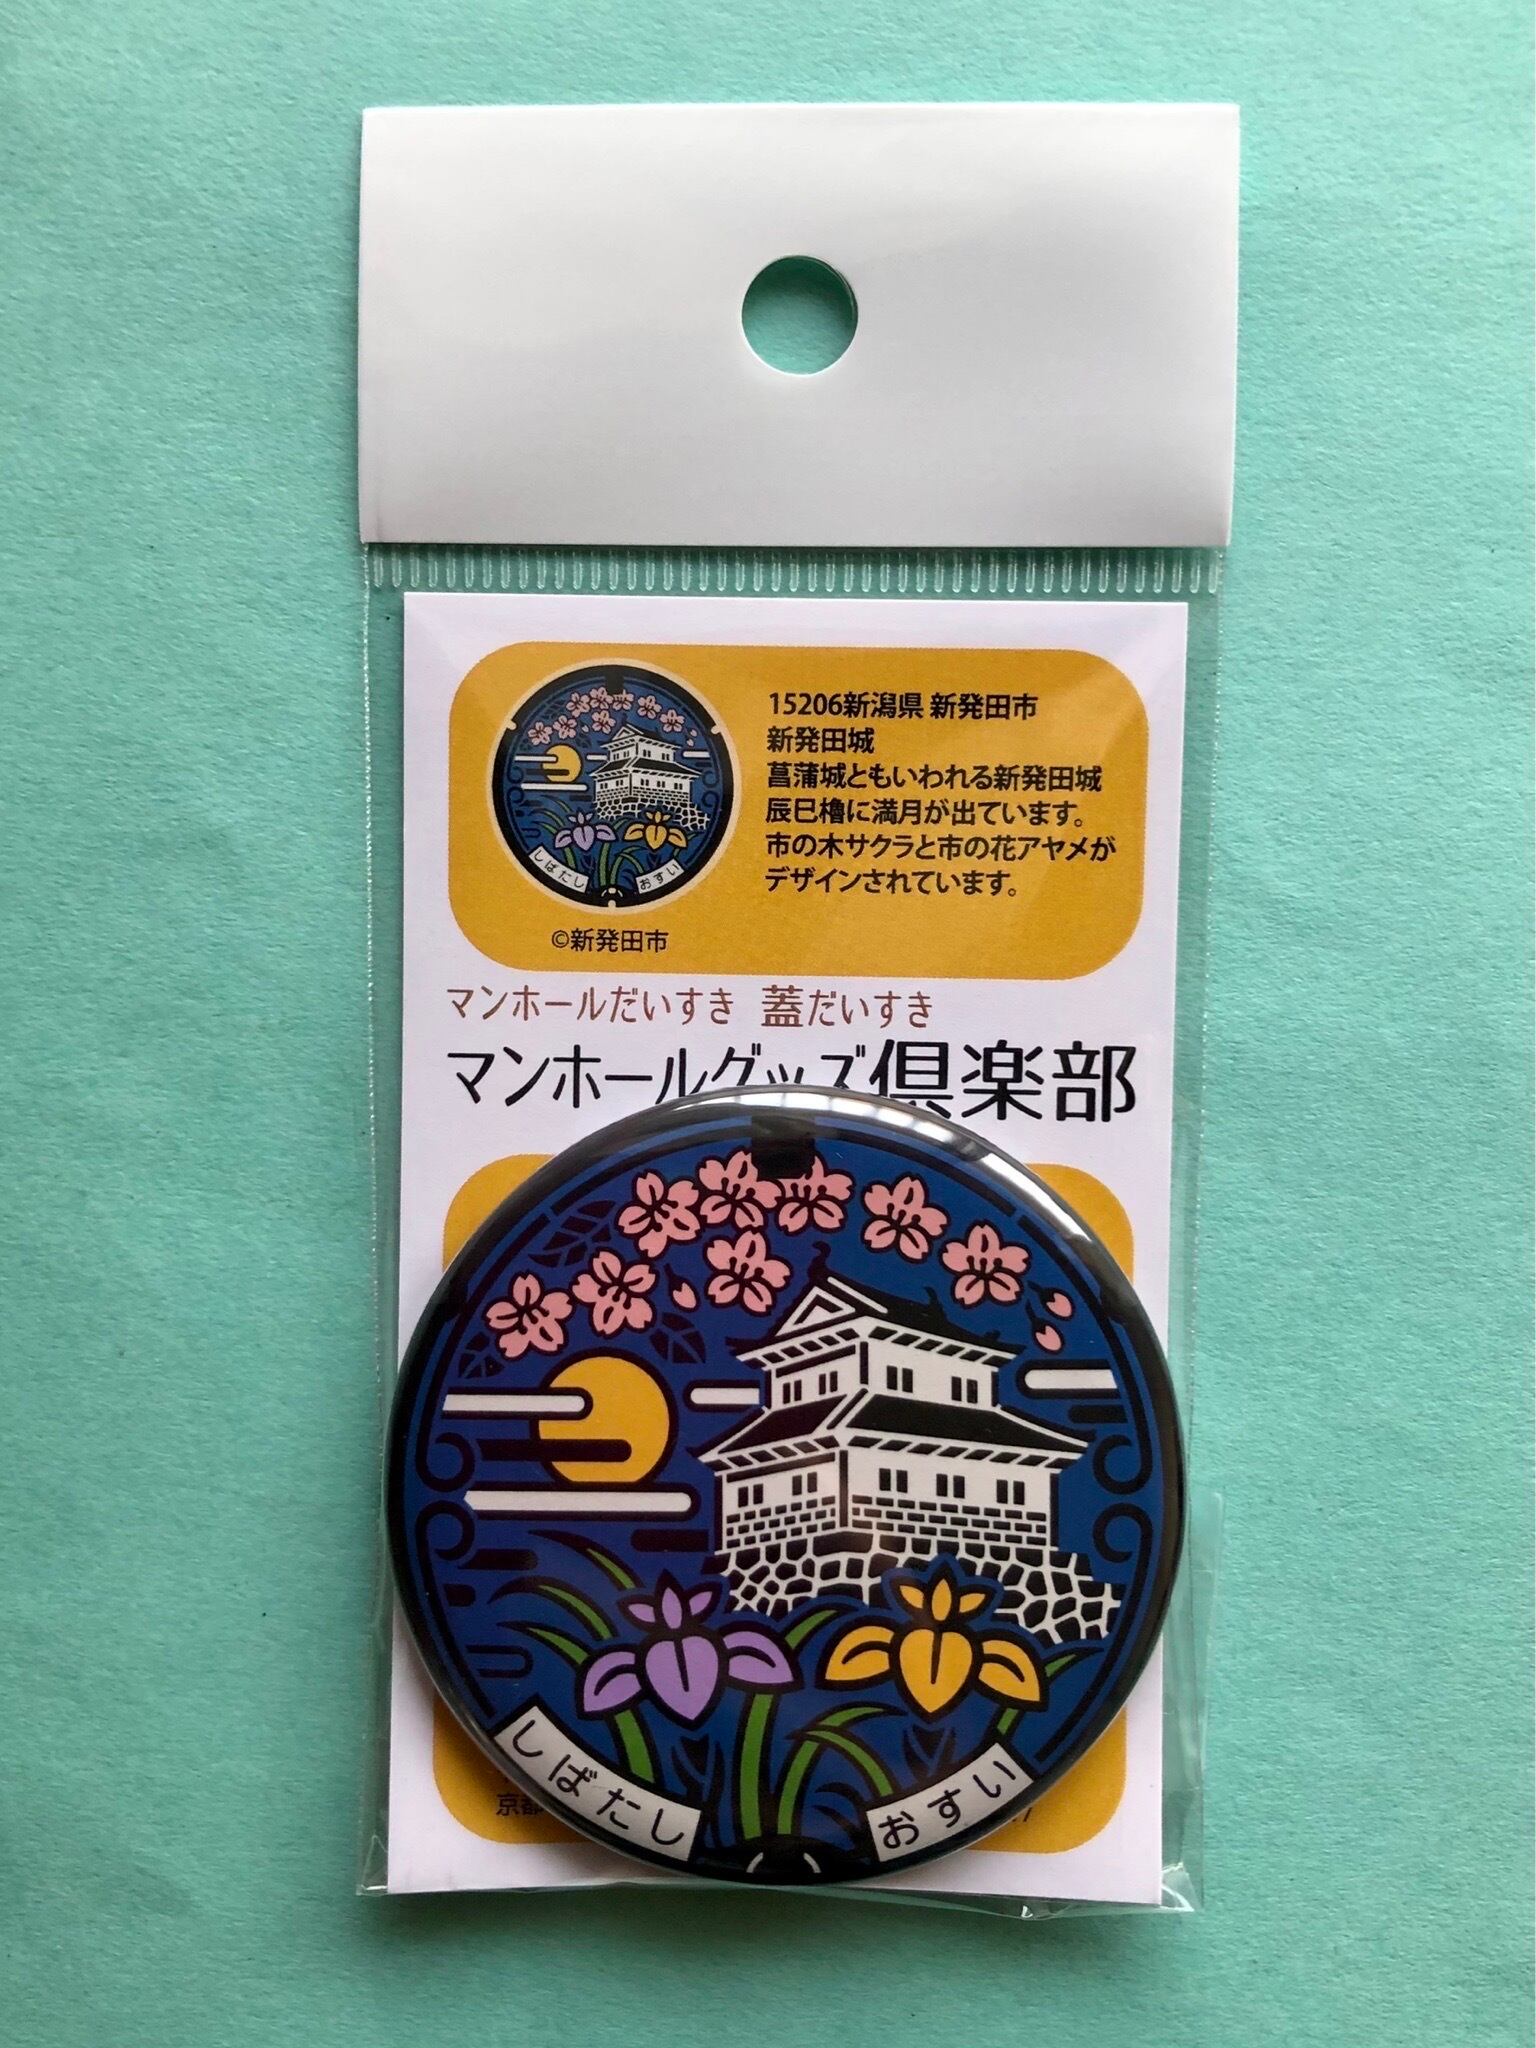 15206新潟県 新発田市
新発田城
菖蒲城ともいわれる新発田城
辰巳櫓に満月が出ています。
市の木サクラと市の花アヤメが
デザインされています。
しばたし
おすい
©新発田市
マンホールだいすき 蓋だいすき
マンホールグッズ倶楽部
しばたし
おすい
京都